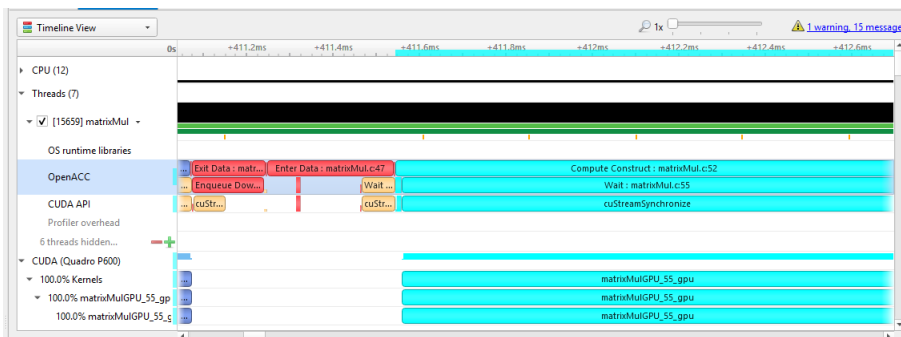 Timeline View
1x
1 warning, 15 message
0s
+411.2ms
+411.4ms
+411.6ms
+411.8ms
+412ms
+412.2ms
+412.4ms
+412.6ms
CPU (12)
Threads (7)
[15659] matrixMul
OS runtime libraries
OpenACC
... Exit Data : matr... Enter Data : matrixMul.c:47 Compute Construct : matrixMul.c:52
... Enqueue Dow... Wait ... Wait : matrixMul.c:55
CUDA API
... cuStr... cuStr... cuStreamSynchronize
Profiler overhead
6 threads hidden...
CUDA (Quadro P600)
100.0% Kernels
... matrixMulGPU_55_gpu
100.0% matrixMulGPU_55_gp
... matrixMulGPU_55_gpu
100.0% matrixMulGPU_55_g
... matrixMulGPU_55_gpu